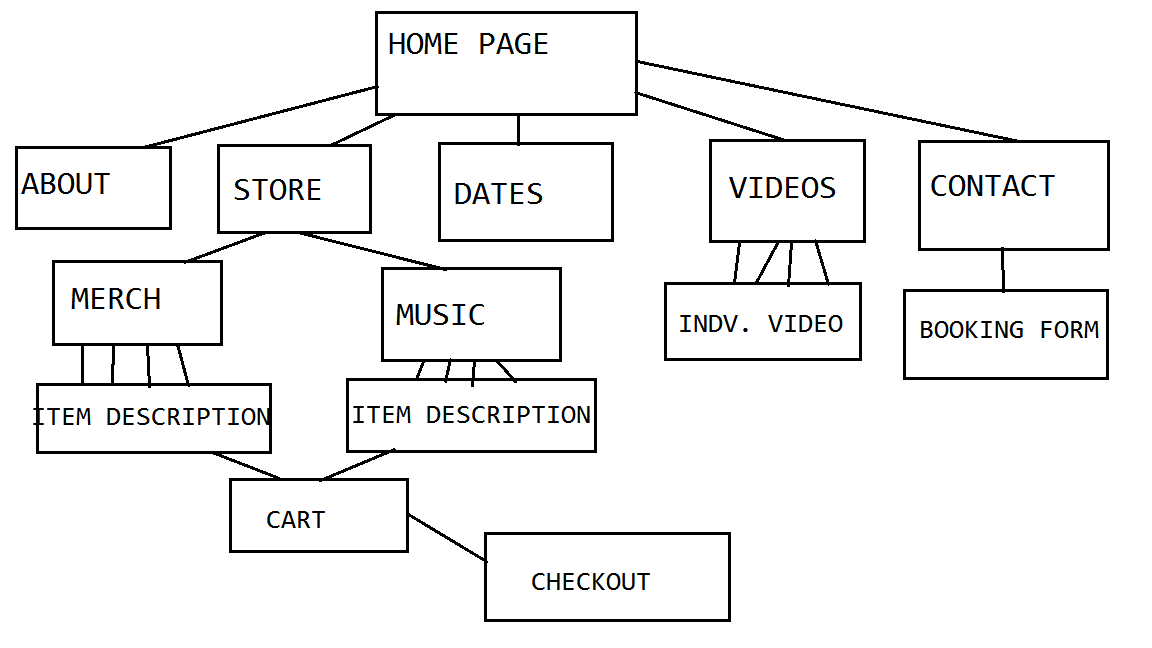 HOME PAGE
ABOUT
STORE
DATES
VIDEOS
CONTACT
MERCH
MUSIC
INDV. VIDEO
BOOKING FORM
ITEM DESCRIPTION
ITEM DESCRIPTION
CART
CHECKOUT